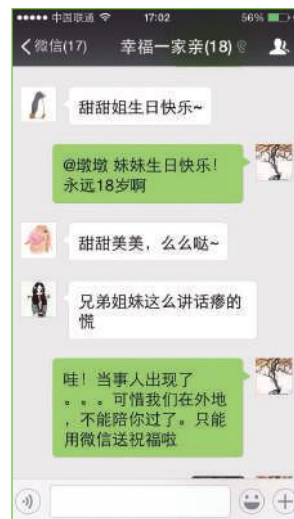 中国联通 17:02 56%
微信(17) 幸福一家亲(18)
甜甜姐生日快乐~
@墩墩 妹妹生日快乐！
永远18岁啊
甜甜美美，么么哒~
兄弟姐妹这么讲话瘆的
慌
哇！当事人出现了
。。。可惜我们在外地
，不能陪你过了。只能
用微信送祝福啦